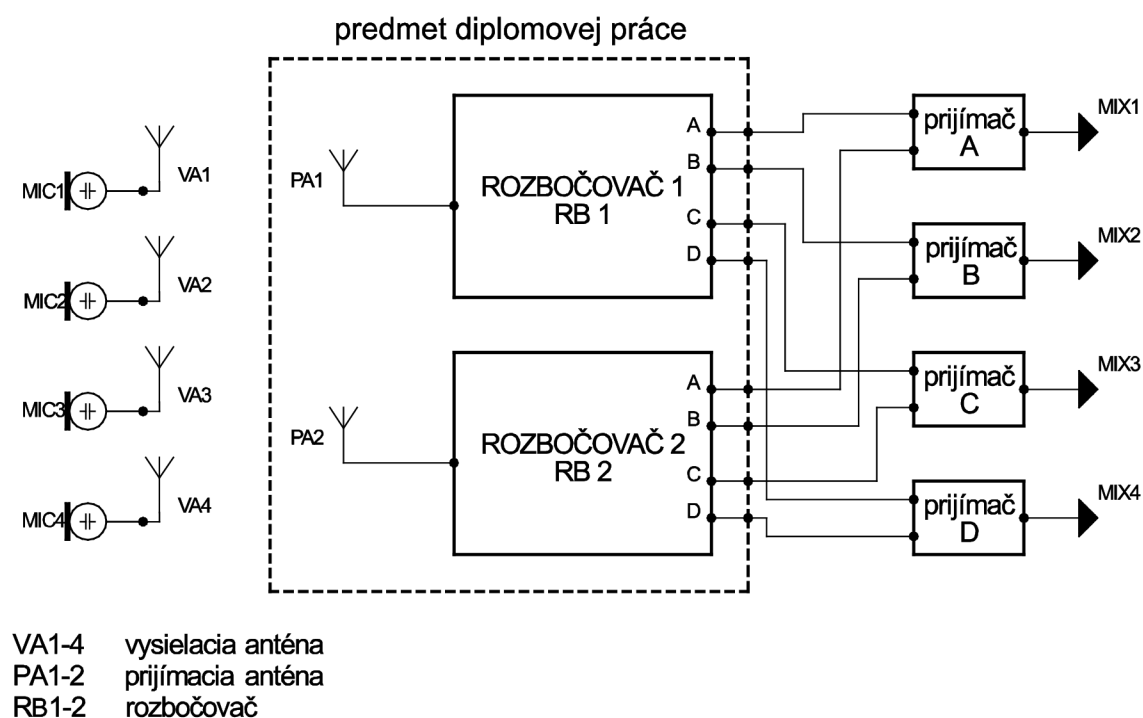 predmet diplomovej práce
MIC1
VA1
MIC2
VA2
MIC3
VA3
MIC4
VA4
PA1
ROZBOČOVAČ 1
RB 1
A
B
C
D
PA2
ROZBOČOVAČ 2
RB 2
A
B
C
D
prijímač
A
MIX1
prijímač
B
MIX2
prijímač
C
MIX3
prijímač
D
MIX4
VA1-4 vysielacia anténa
PA1-2 prijímacia anténa
RB1-2 rozbočovač